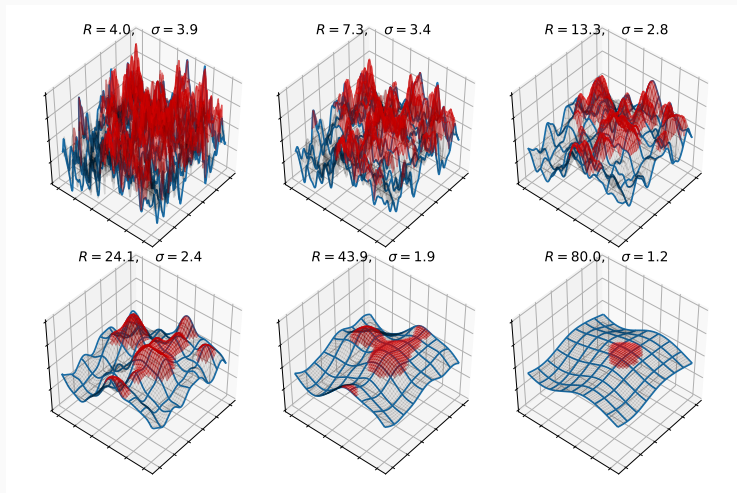 R = 4.0, σ = 3.9
R = 7.3, σ = 3.4
R = 13.3, σ = 2.8
R = 24.1, σ = 2.4
R = 43.9, σ = 1.9
R = 80.0, σ = 1.2